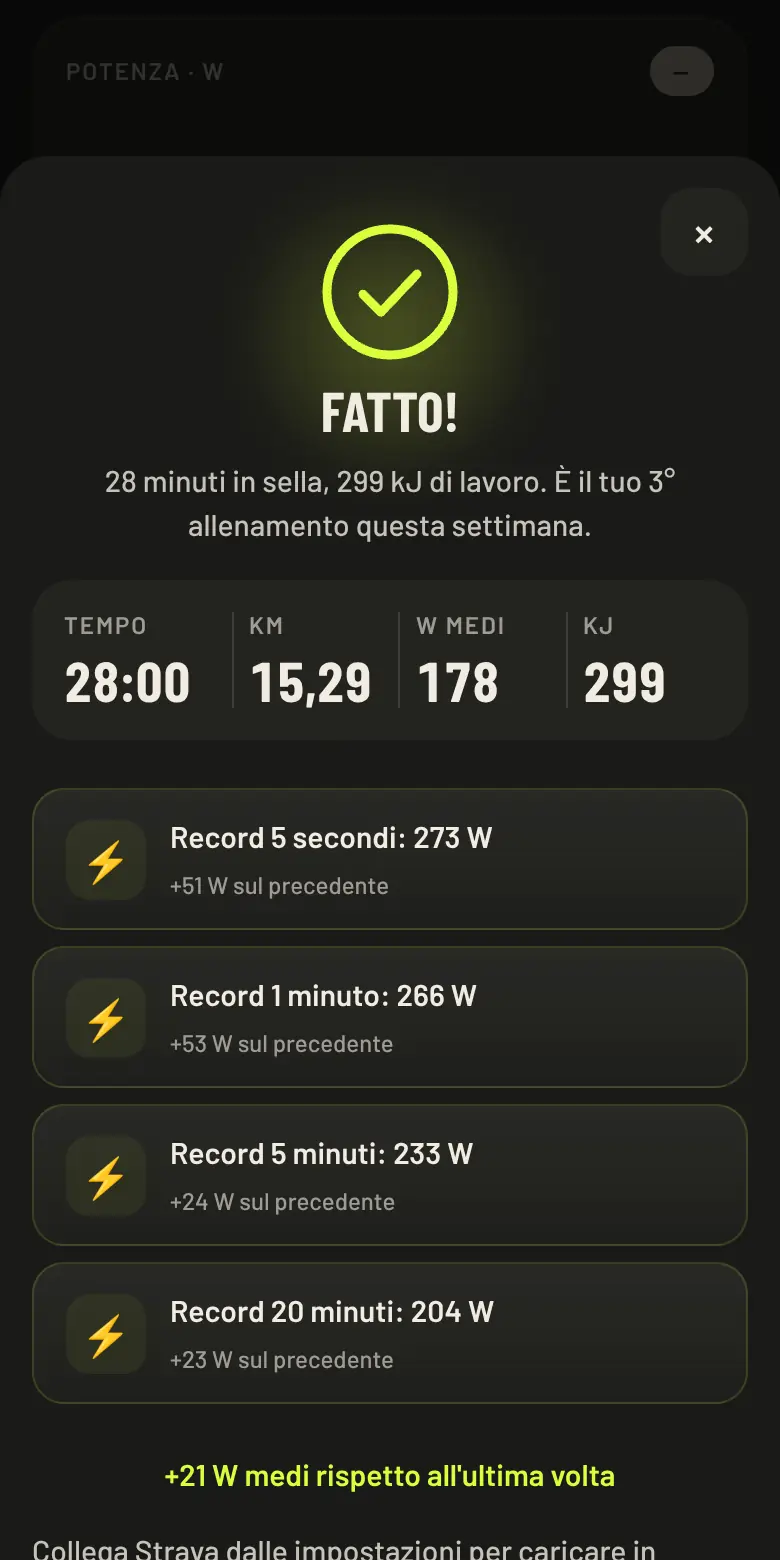 POTENZA · W
–
×
FATTO!
28 minuti in sella, 299 kJ di lavoro. È il tuo 3°
allenamento questa settimana.
TEMPO KM W MEDI KJ
28:00 15,29 178 299
Record 5 secondi: 273 W
+51 W sul precedente
Record 1 minuto: 266 W
+53 W sul precedente
Record 5 minuti: 233 W
+24 W sul precedente
Record 20 minuti: 204 W
+23 W sul precedente
+21 W medi rispetto all'ultima volta
Collega Strava dalle impostazioni per caricare in